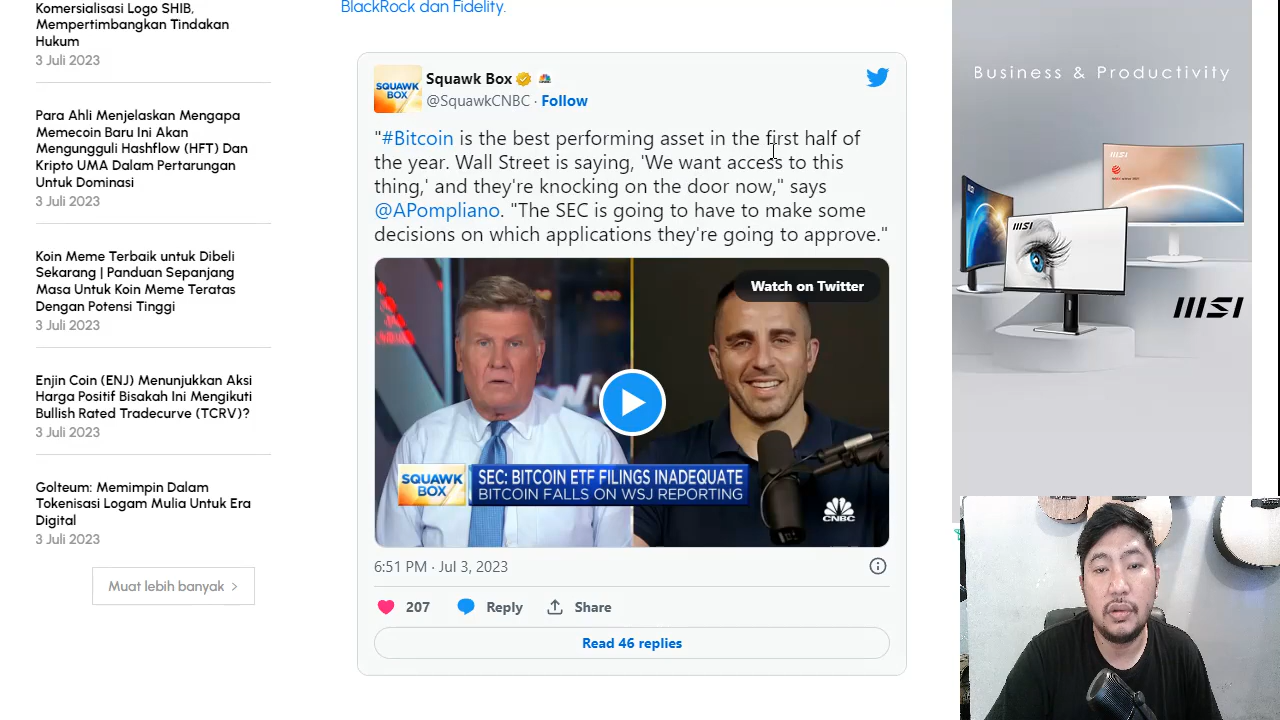 Komersialisasi Logo SHIB,
Mempertimbangkan Tindakan
Hukum
3 Juli 2023
Para Ahli Menjelaskan Mengapa
Memecoin Baru Ini Akan
Mengungguli Hashflow (HFT) Dan
Kripto UMA Dalam Pertarungan
Untuk Dominasi
3 Juli 2023
Koin Meme Terbaik untuk Dibeli
Sekarang | Panduan Sepanjang
Masa Untuk Koin Meme Teratas
Dengan Potensi Tinggi
3 Juli 2023
Enjin Coin (ENJ) Menunjukkan Aksi
Harga Positif Bisakah Ini Mengikuti
Bullish Rated Tradecurve (TCRV)?
3 Juli 2023
Golteum: Memimpin Dalam
Tokenisasi Logam Mulia Untuk Era
Digital
3 Juli 2023
Muat lebih banyak >
BlackRock dan Fidelity.
SQUAWK
BOX
Squawk Box
@SquawkCNBC · Follow
"#Bitcoin is the best performing asset in the first half of
the year. Wall Street is saying, 'We want access to this
thing,' and they're knocking on the door now," says
@APompliano. "The SEC is going to have to make some
decisions on which applications they're going to approve."
Watch on Twitter
SQUAWK
BOX
SEC: BITCOIN ETF FILINGS INADEQUATE
BITCOIN FALLS ON WSJ REPORTING
CNBC
6:51 PM · Jul 3, 2023
207
Reply
Share
Read 46 replies
Business & Productivity
msi
msi
msi